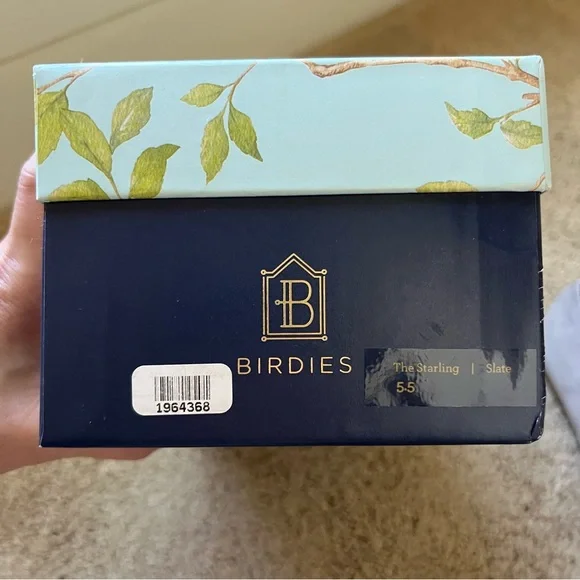 B
BIRDIES
The Starling | Slate
5.5
1964368